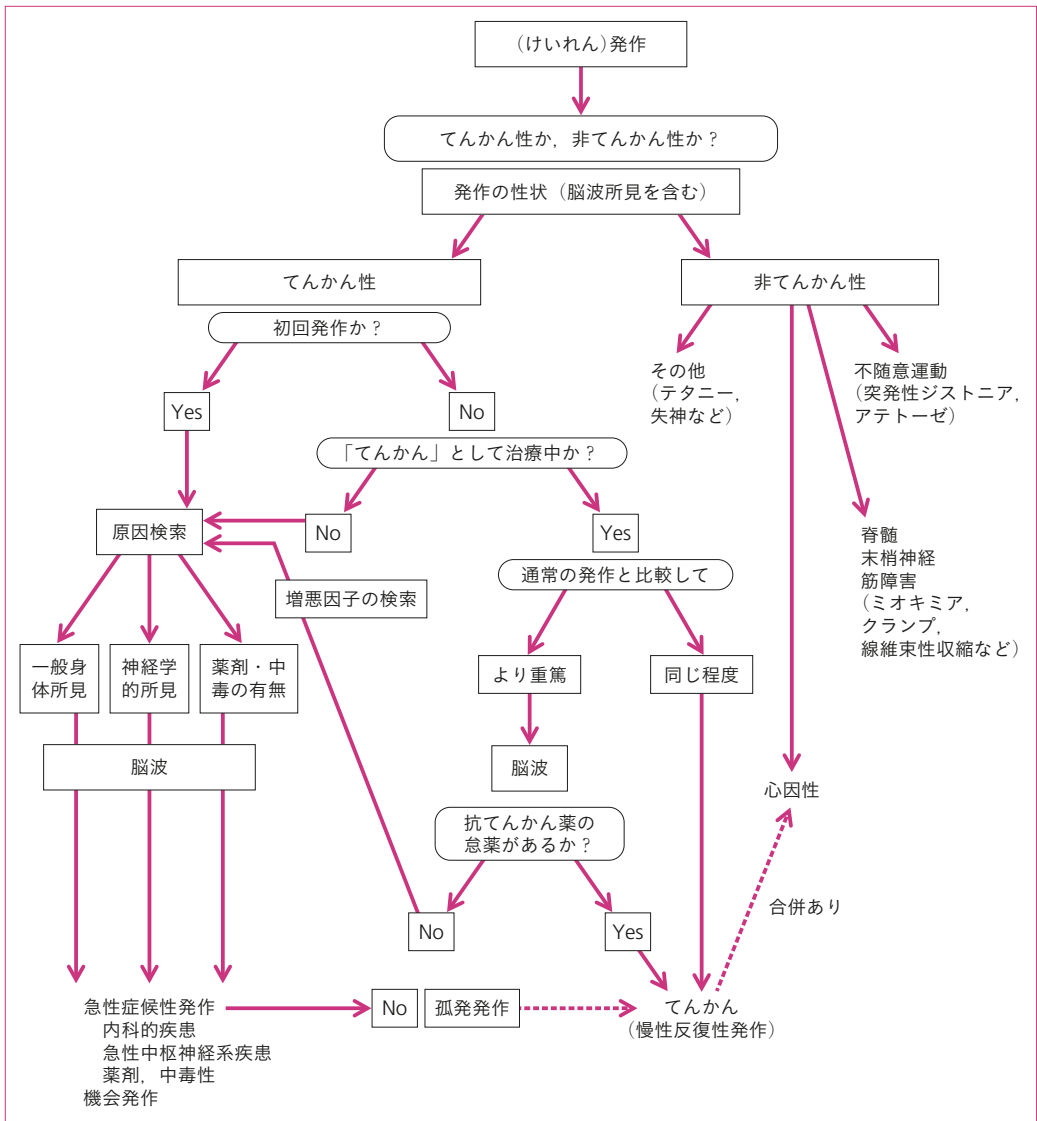 (けいれん)発作
てんかん性か,非てんかん性か?
発作の性状(脳波所見を含む)
てんかん性
非てんかん性
初回発作か?
その他
(テタニー,
失神など)
不随意運動
(突発性ジストニア,
アテトーゼ)
Yes
No
「てんかん」として治療中か?
原因検索
No
Yes
脊髄
末梢神経
筋障害
(ミオキミア,
クランプ,
線維束性収縮など)
通常の発作と比較して
増悪因子の検索
一般身
体所見
神経学
的所見
薬剤・中
毒の有無
より重篤
同じ程度
脳波
脳波
心因性
抗てんかん薬の
怠薬があるか?
合併あり
No
Yes
急性症候性発作
内科的疾患
急性中枢神経系疾患
薬剤,中毒性
機会発作
No
孤発発作
てんかん
(慢性反復性発作)